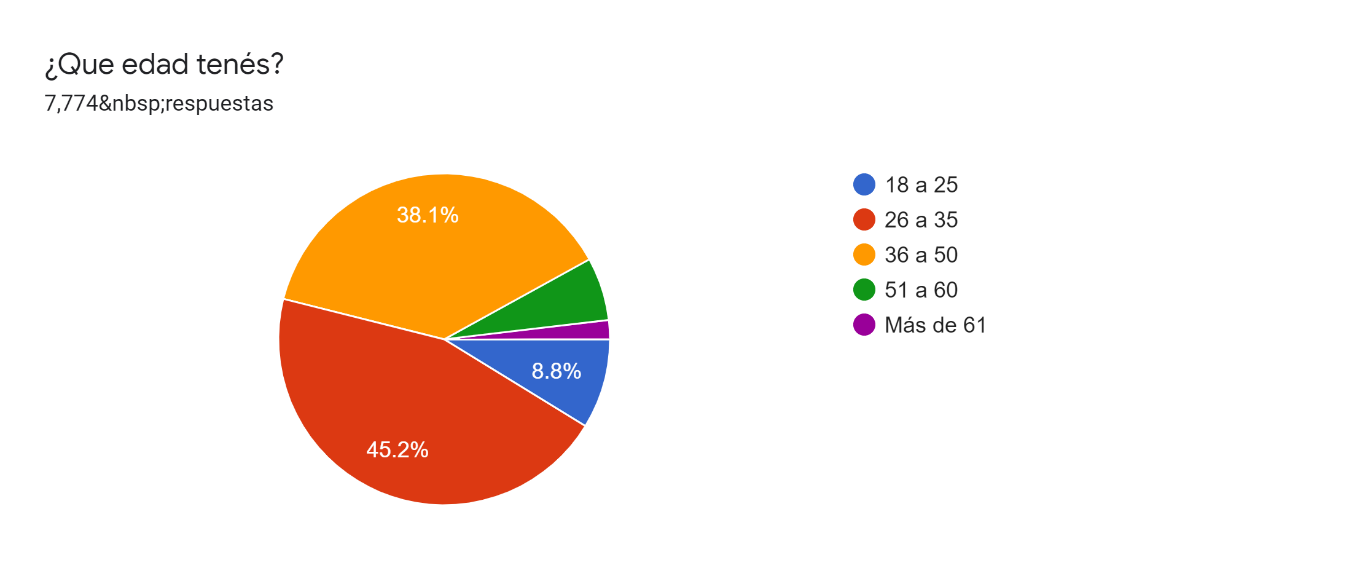 ¿Que edad tenés?
7,774&nbsp;respuestas
38.1%
8.8%
45.2%
18 a 25
26 a 35
36 a 50
51 a 60
Más de 61